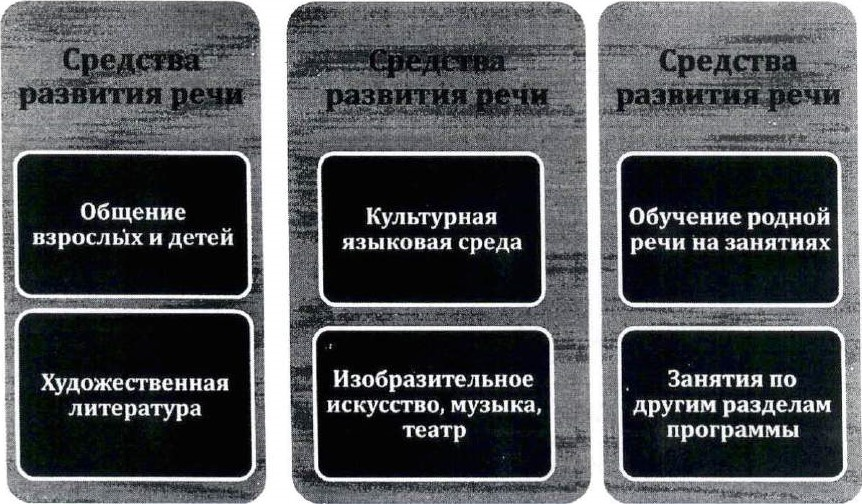 Средства
развития речи
Общение
взрослых и детей
Художественная
литература
Средства
развития речи
Культурная
языковая среда
Изобразительное
искусство, музыка,
театр
Средства
развития речи
Обучение родной
речи на занятиях
Занятия по
другим разделам
программы